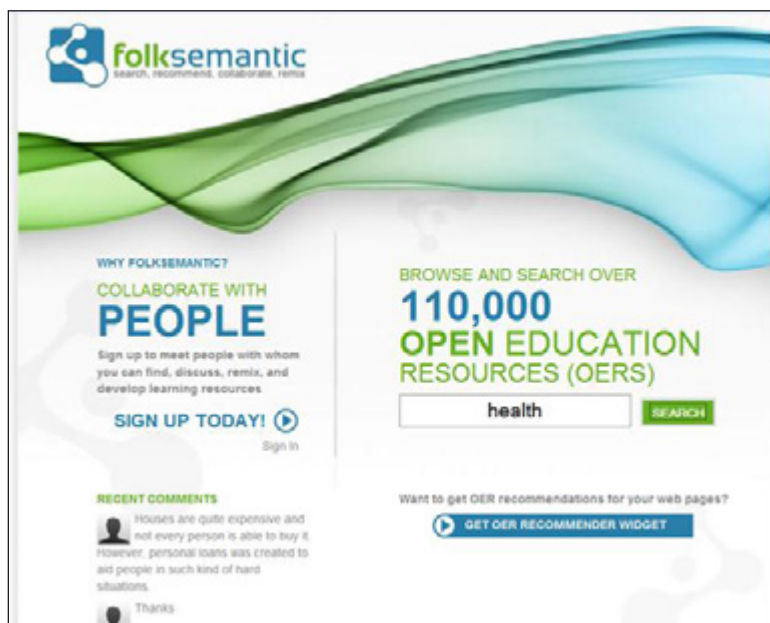 folksemantic
search, recommend, collaborate, remix
WHY FOLKSEMANTIC?
COLLABORATE WITH
PEOPLE
Sign up to meet people with whom
you can find, discuss, remix, and
develop learning resources
SIGN UP TODAY!
Sign In
RECENT COMMENTS
Houses are quite expensive and
not every person is able to buy it.
However, personal loans was created to
aid people in such kind of hard
situations.
Thanks
BROWSE AND SEARCH OVER
110,000
OPEN EDUCATION
RESOURCES (OERS)
health
SEARCH
Want to get OER recommendations for your web pages?
GET OER RECOMMENDER WIDGET